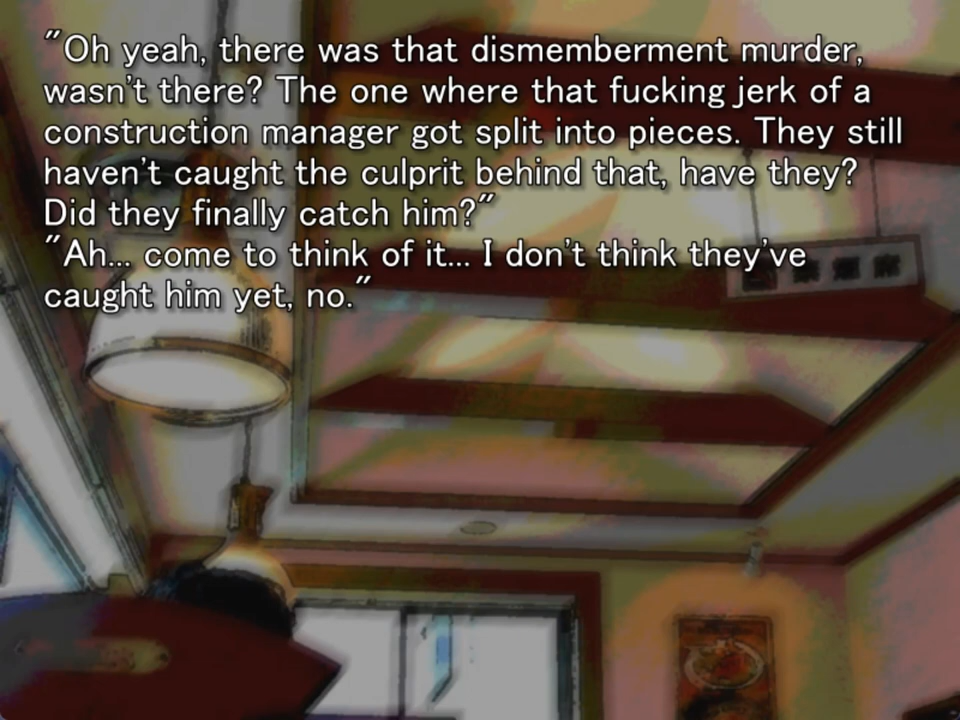 "Oh yeah, there was that dismemberment murder,
wasn't there? The one where that fucking jerk of a
construction manager got split into pieces. They still
haven't caught the culprit behind that, have they?
Did they finally catch him?"
"Ah... come to think of it... I don't think they've
caught him yet, no."